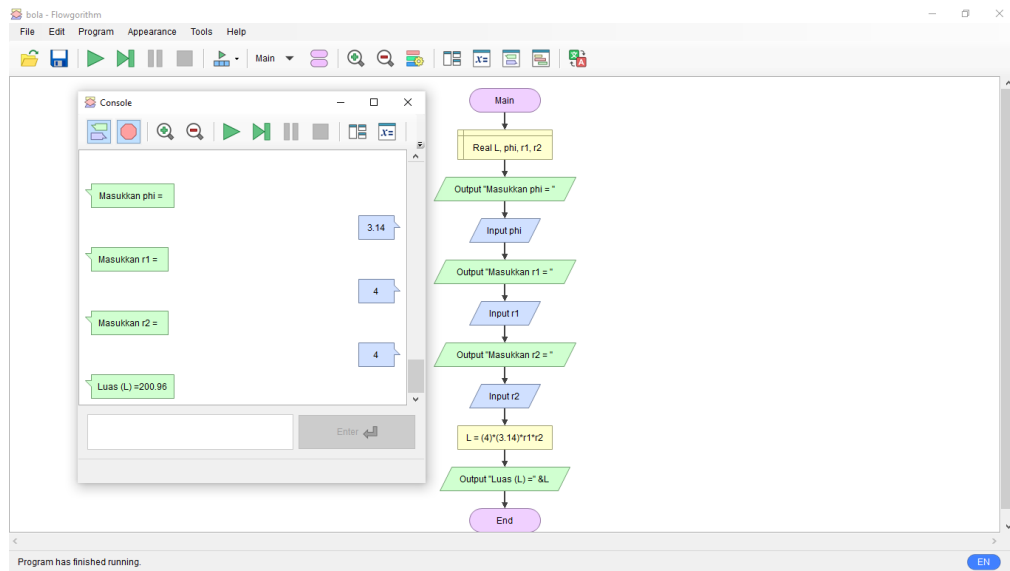 bola - Flowgorithm
File Edit Program Appearance Tools Help
Main
Console
Masukkan phi =
3.14
Masukkan r1 =
4
Masukkan r2 =
4
Luas (L) =200.96
Enter
Main
Real L, phi, r1, r2
Output "Masukkan phi = "
Input phi
Output "Masukkan r1 = "
Input r1
Output "Masukkan r2 = "
Input r2
L = (4)*(3.14)*r1*r2
Output "Luas (L) =" &L
End
Program has finished running.
EN